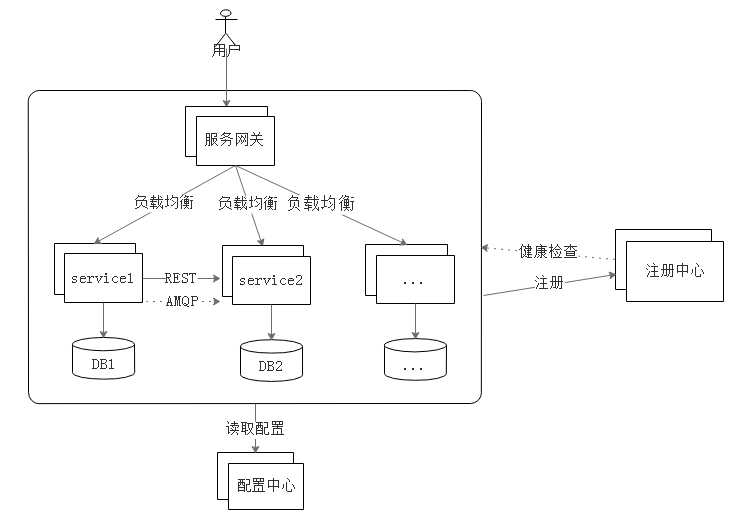 用户
服务网关
负载均衡
负载均衡
负载均衡
健康检查
注册中心
注册
service1
REST
AMQP
service2
...
DB1
DB2
...
读取配置
配置中心